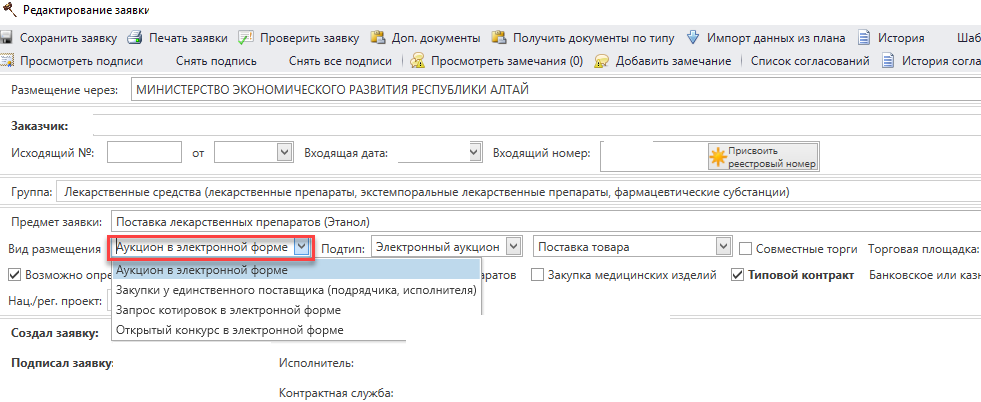 Редактирование заявки
Сохранить заявку Печать заявки Проверить заявку Доп. документы Получить документы по типу Импорт данных из плана История Шаб
Просмотреть подписи Снять подпись Снять все подписи Просмотреть замечания (0) Добавить замечание Список согласований История согла
Размещение через: МИНИСТЕРСТВО ЭКОНОМИЧЕСКОГО РАЗВИТИЯ РЕСПУБЛИКИ АЛТАЙ
Заказчик:
Исходящий №: от Входящая дата: Входящий номер: Присвоить
реестровый номер
Группа: Лекарственные средства (лекарственные препараты, экстемпоральные лекарственные препараты, фармацевтические субстанции)
Предмет заявки: Поставка лекарственных препаратов (Этанол)
Вид размещения Аукцион в электронной форме Подтип: Электронный аукцион Поставка товара Совместные торги Торговая площадка:
Возможно опре Аукцион в электронной форме аратов Закупка медицинских изделий Типовой контракт Банковское или казн
Закупки у единственного поставщика (подрядчика, исполнителя)
Нац./рег. проект: Запрос котировок в электронной форме
Создал заявку: Открытый конкурс в электронной форме
Подписал заявку: Исполнитель:
Контрактная служба: